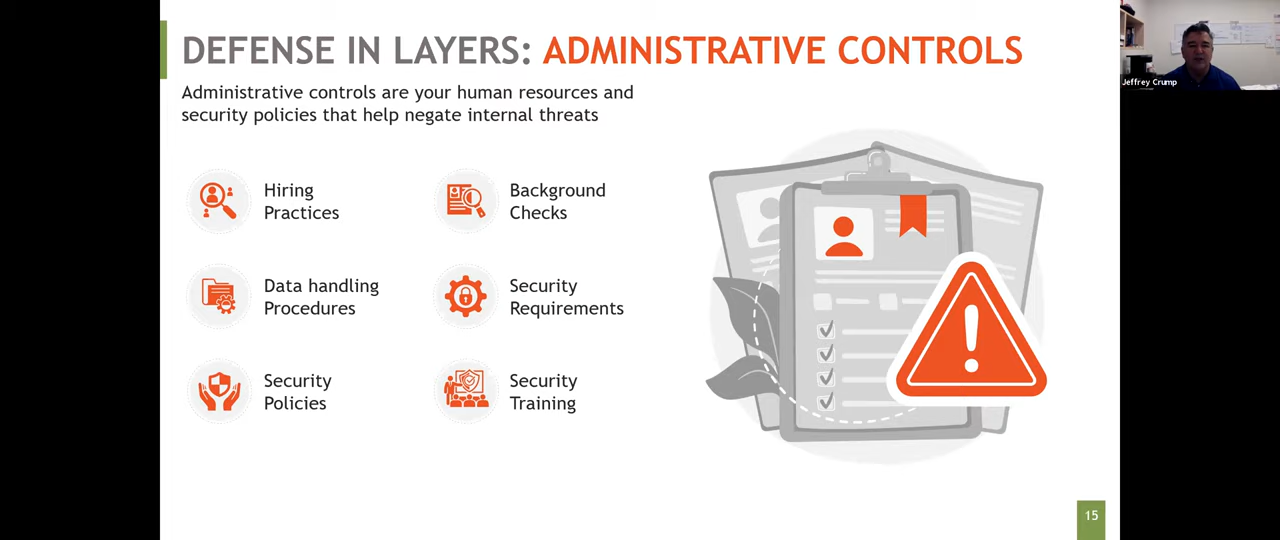 DEFENSE IN LAYERS: ADMINISTRATIVE CONTROLS
Administrative controls are your human resources and
security policies that help negate internal threats
Hiring
Practices
Background
Checks
Data handling
Procedures
Security
Requirements
Security
Policies
Security
Training
15
Jeffrey Crump